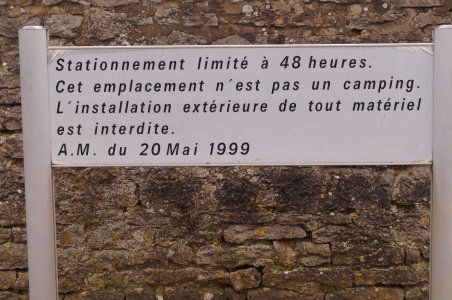 Stationnement limité à 48 heures.
Cet emplacement n´est pas un camping.
L´installation extérieure de tout matériel
est interdite.
A.M. du 20 Mai 1999